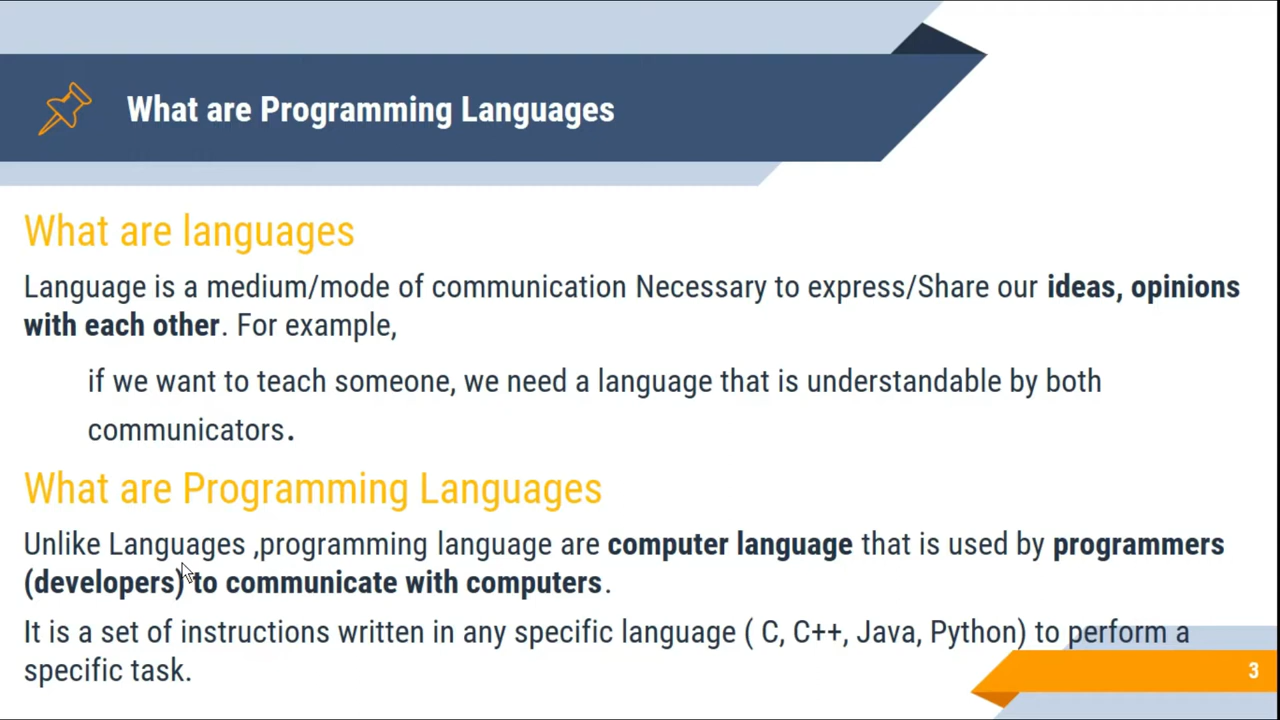 What are Programming Languages
What are languages
Language is a medium/mode of communication Necessary to express/Share our ideas, opinions
with each other. For example,
if we want to teach someone, we need a language that is understandable by both
communicators.
What are Programming Languages
Unlike Languages ,programming language are computer language that is used by programmers
(developers) to communicate with computers.
It is a set of instructions written in any specific language ( C, C++, Java, Python) to perform a
specific task.
3